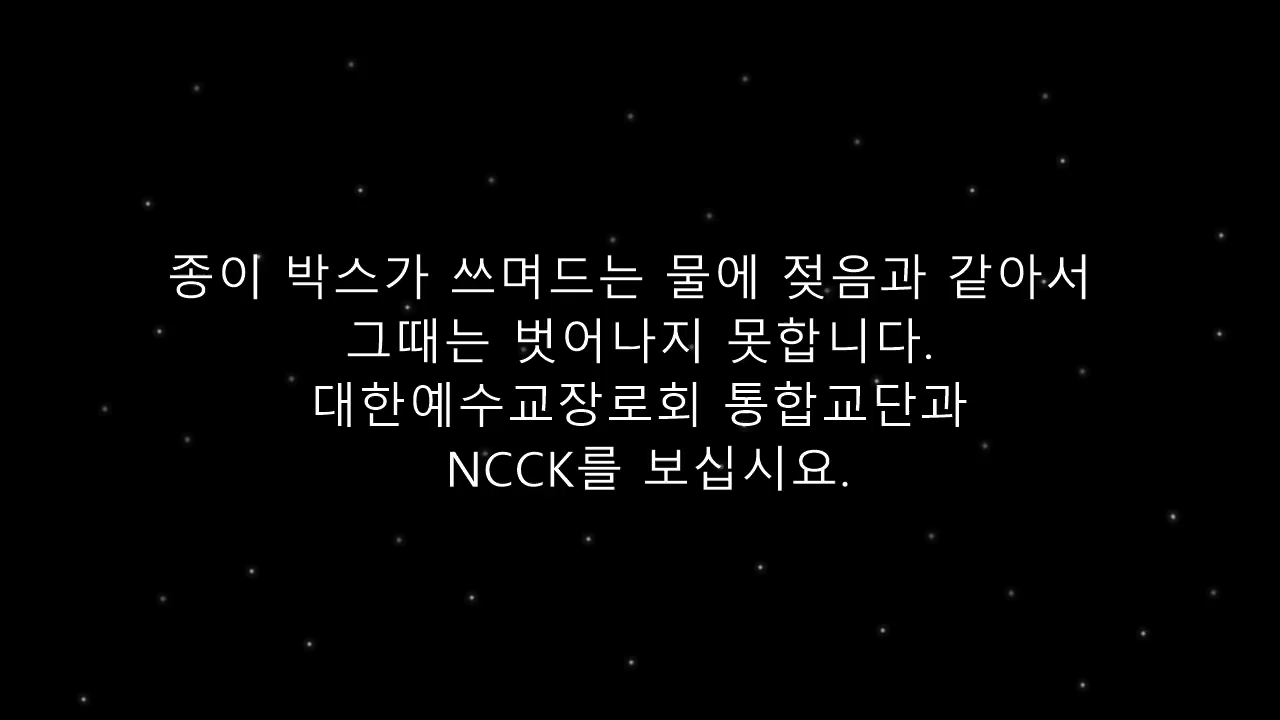 종이 박스가 쓰며드는 물에 젖음과 같아서
그때는 벗어나지 못합니다.
대한예수교장로회 통합교단과
NCCK를 보십시요.